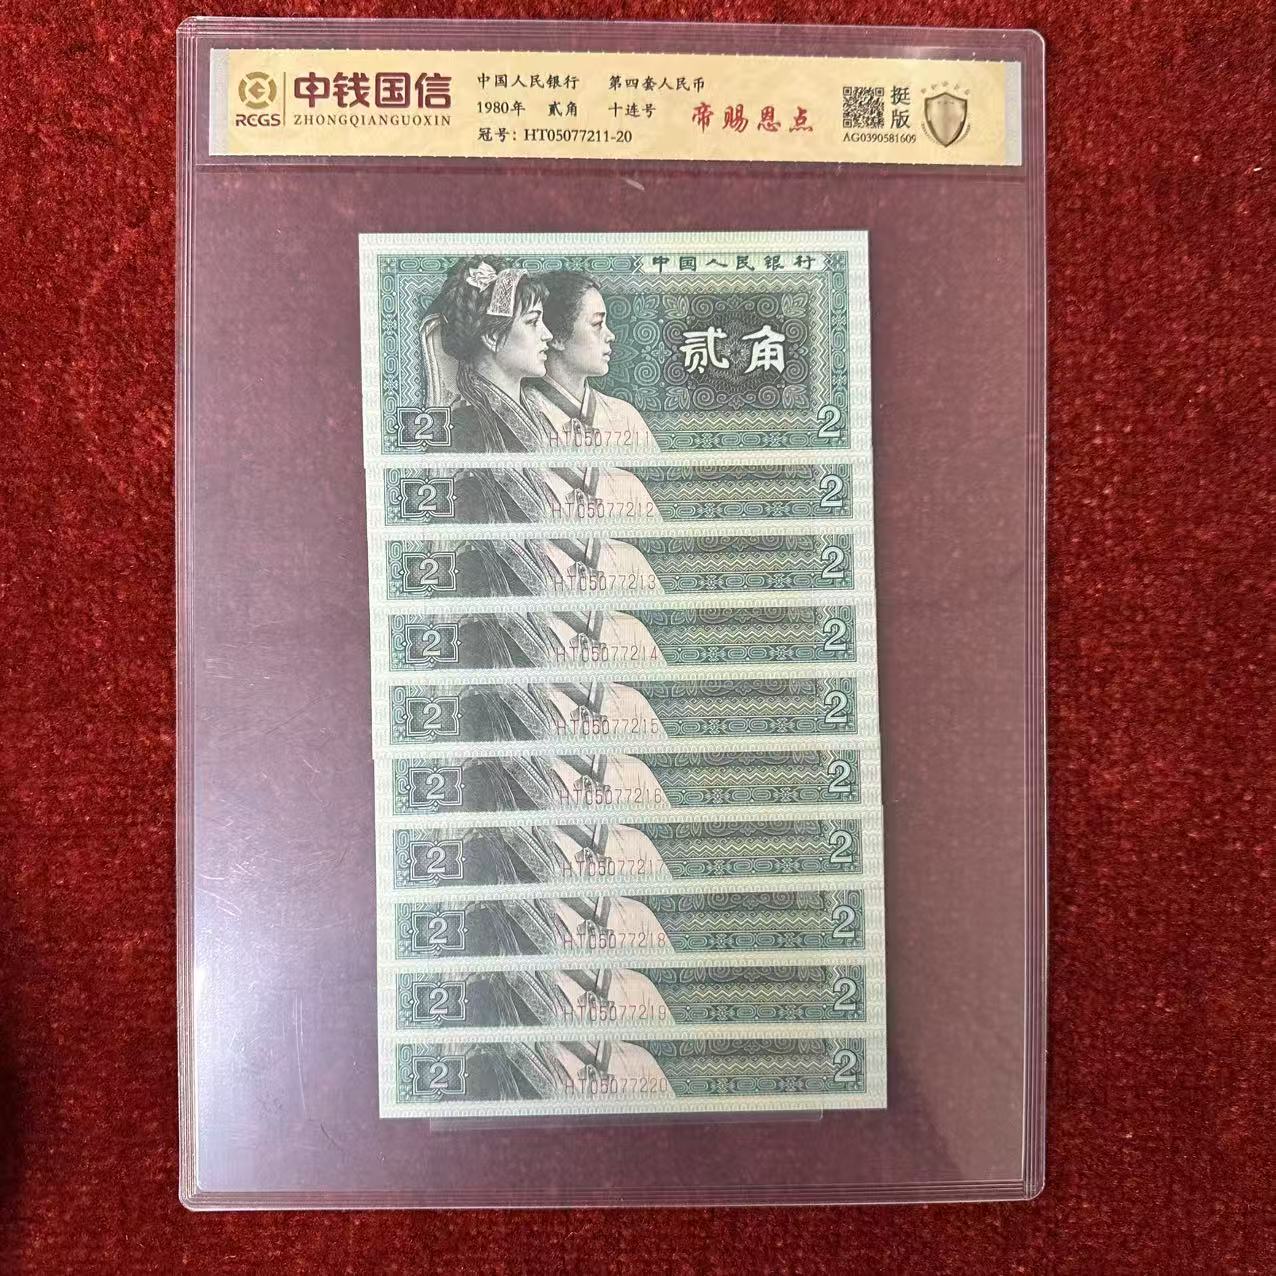 RCGS
中钱国信
ZHONGQIANGUOXIN
中国人民银行 第四套人民币
1980年 贰角 十连号
冠号：HT05077211-20
帝赐恩点
挺版
AG0390581609
中国人民银行
贰角
2 HT05077211 2
2 HT05077212 2
2 HT05077213 2
2 HT05077214 2
2 HT05077215 2
2 HT05077216 2
2 HT05077217 2
2 HT05077218 2
2 HT05077219 2
2 HT05077220 2